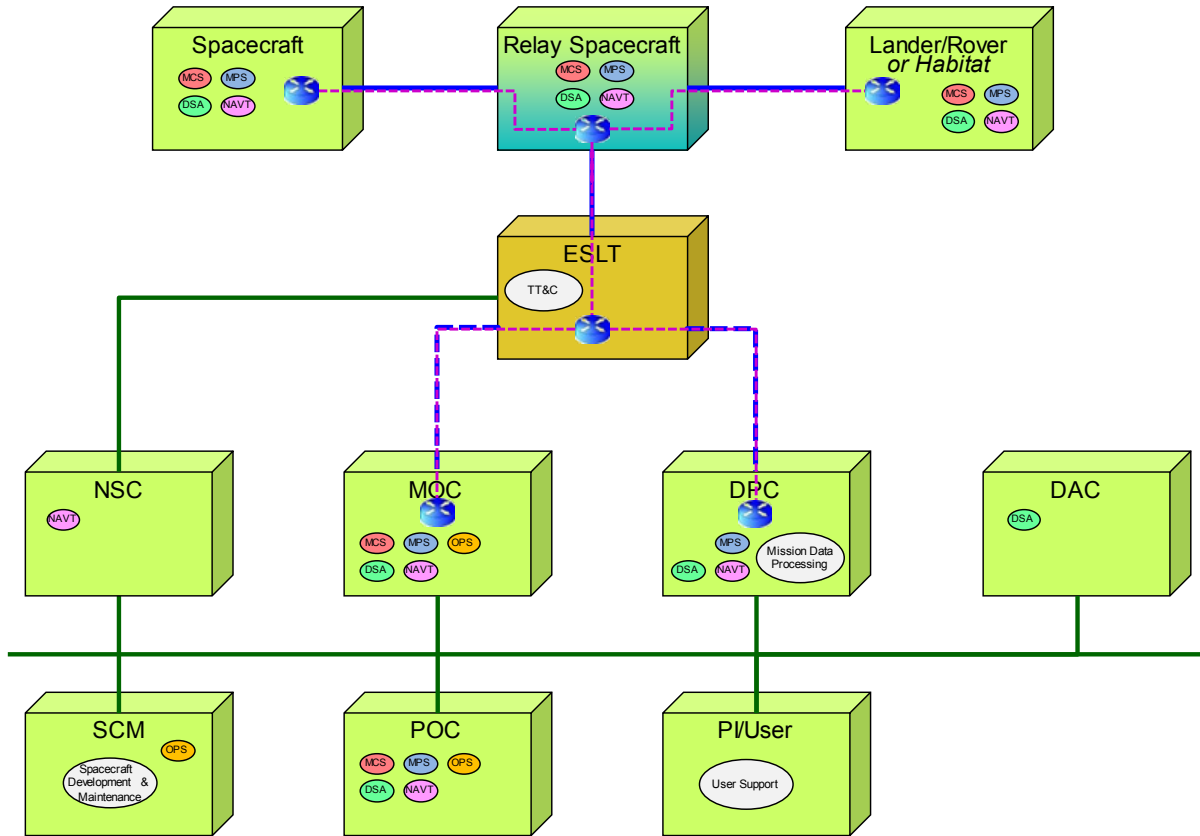 Spacecraft
MCS
MPS
DSA
NAVT
Relay Spacecraft
MCS
MPS
DSA
NAVT
Lander/Rover
or Habitat
MCS
MPS
DSA
NAVT
ESLT
TT&C
NSC
NAVT
MOC
MCS
MPS
OPS
DSA
NAVT
DPC
MPS
DSA
NAVT
Mission Data
Processing
DAC
DSA
SCM
OPS
Spacecraft
Development &
Maintenance
POC
MCS
MPS
OPS
DSA
NAVT
PI/User
User Support